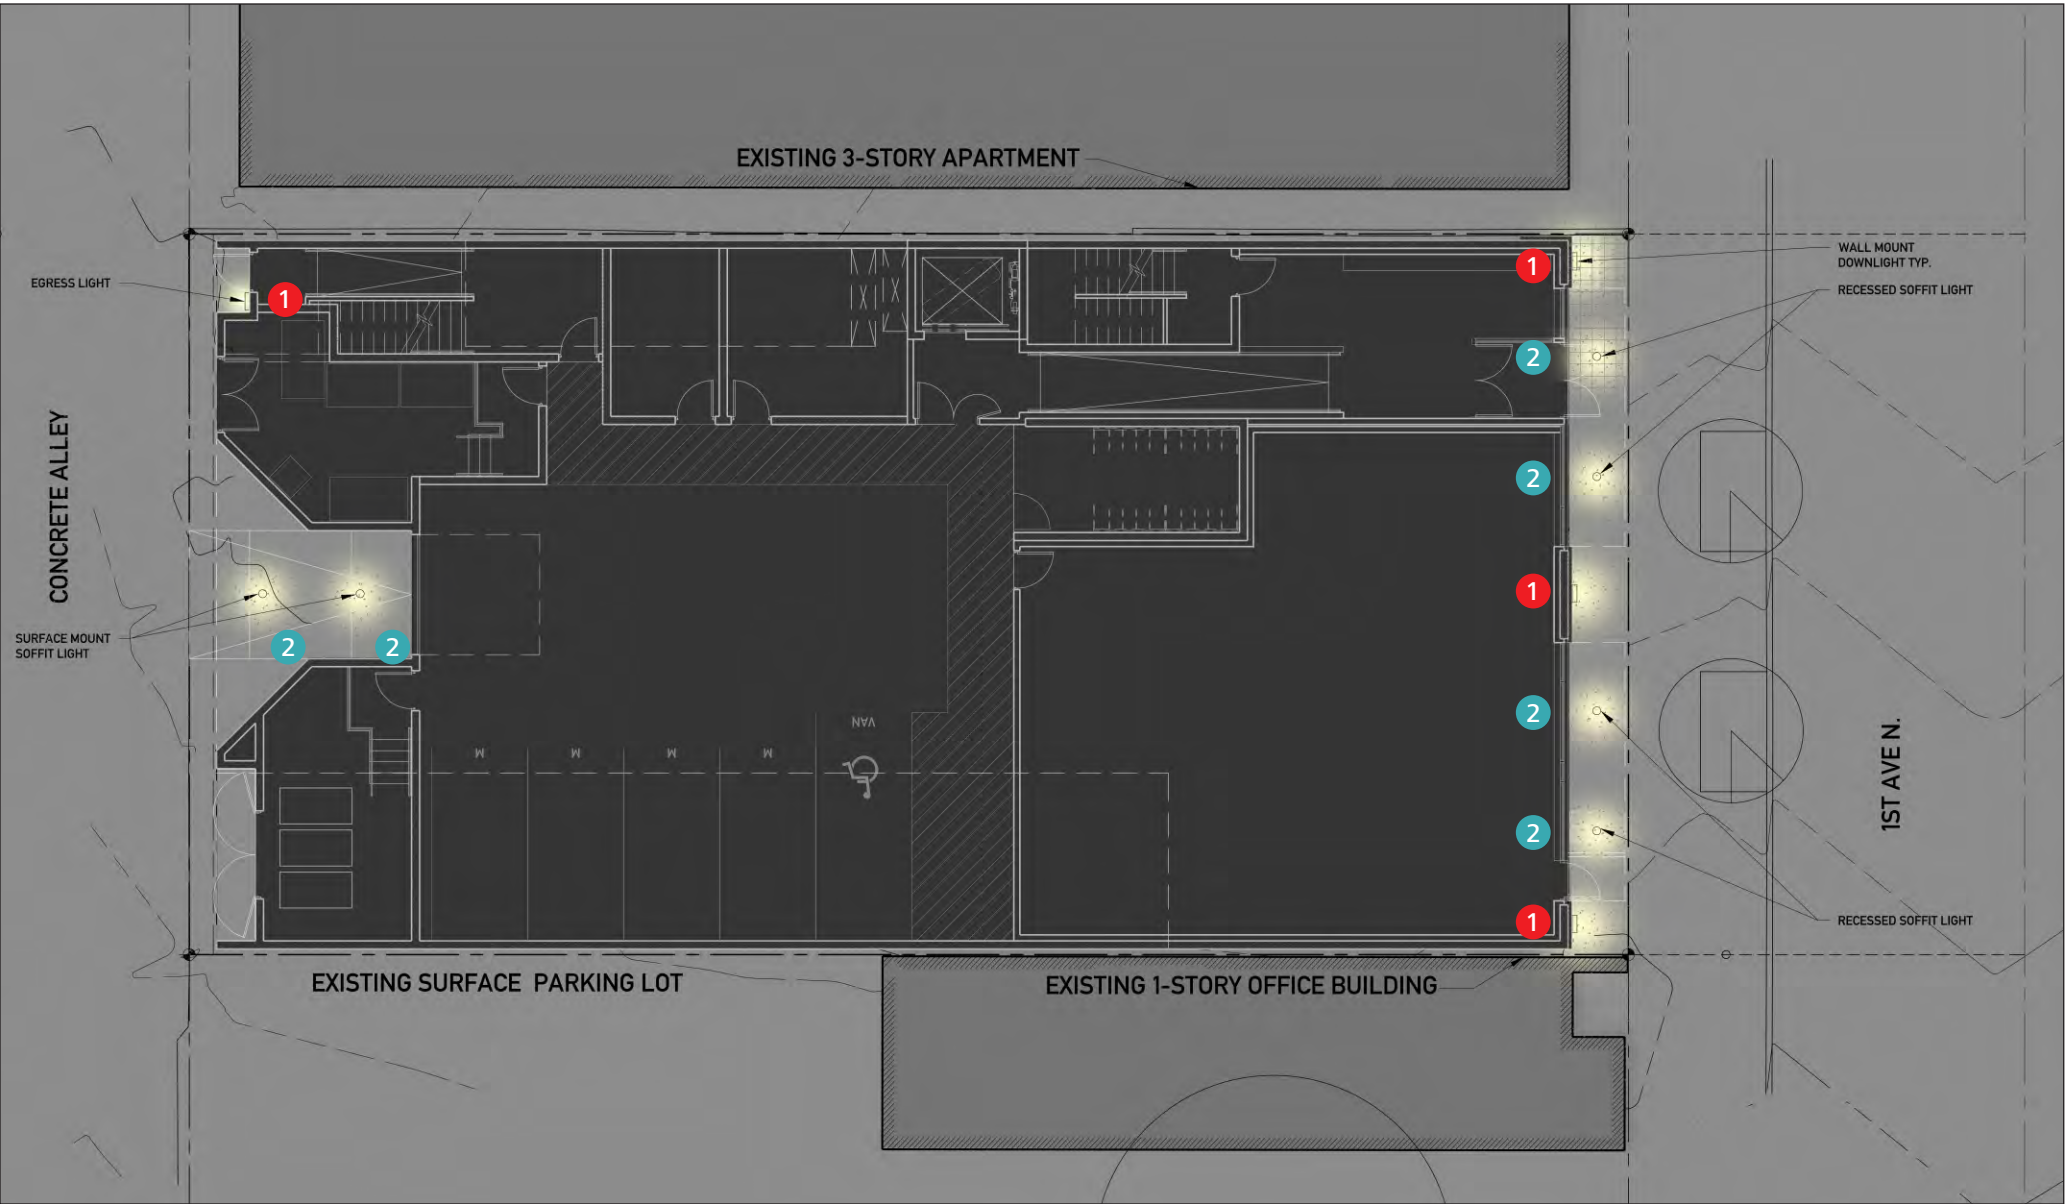 EXISTING 3-STORY APARTMENT
WALL MOUNT
DOWNLIGHT TYP.
EGRESS LIGHT
1
1
RECESSED SOFFIT LIGHT
2
2
CONCRETE ALLEY
1
SURFACE MOUNT
SOFFIT LIGHT
2
2
2
VAN
M
M
M
M
1ST AVE N.
2
1
RECESSED SOFFIT LIGHT
EXISTING SURFACE PARKING LOT
EXISTING 1-STORY OFFICE BUILDING